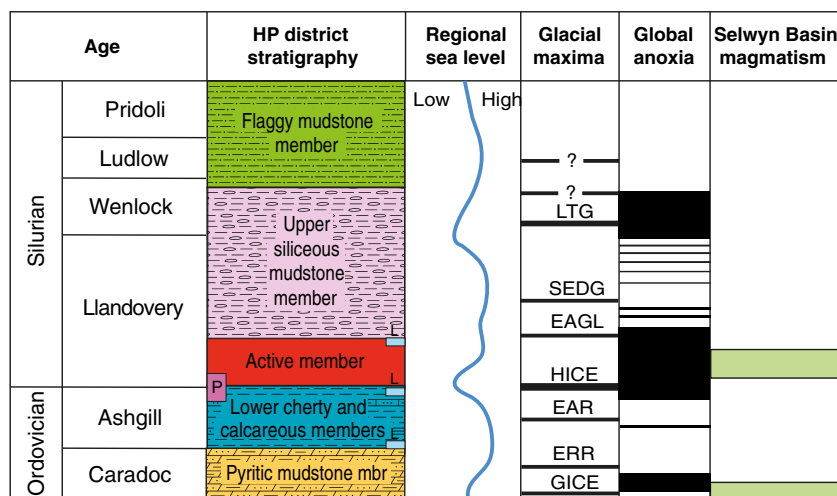 Age
HP district
stratigraphy
Regional
sea level
Glacial
maxima
Global
anoxia
Selwyn Basin
magmatism
Silurian
Ordovician
Pridoli
Ludlow
Wenlock
Llandovery
Ashgill
Caradoc
Flaggy mudstone
member
Upper
siliceous
mudstone
member
L
Active member
L
P
Lower cherty and
calcareous members
L
Pyritic mudstone mbr
Low High
?
?
LTG
SEDG
EAGL
HICE
EAR
ERR
GICE